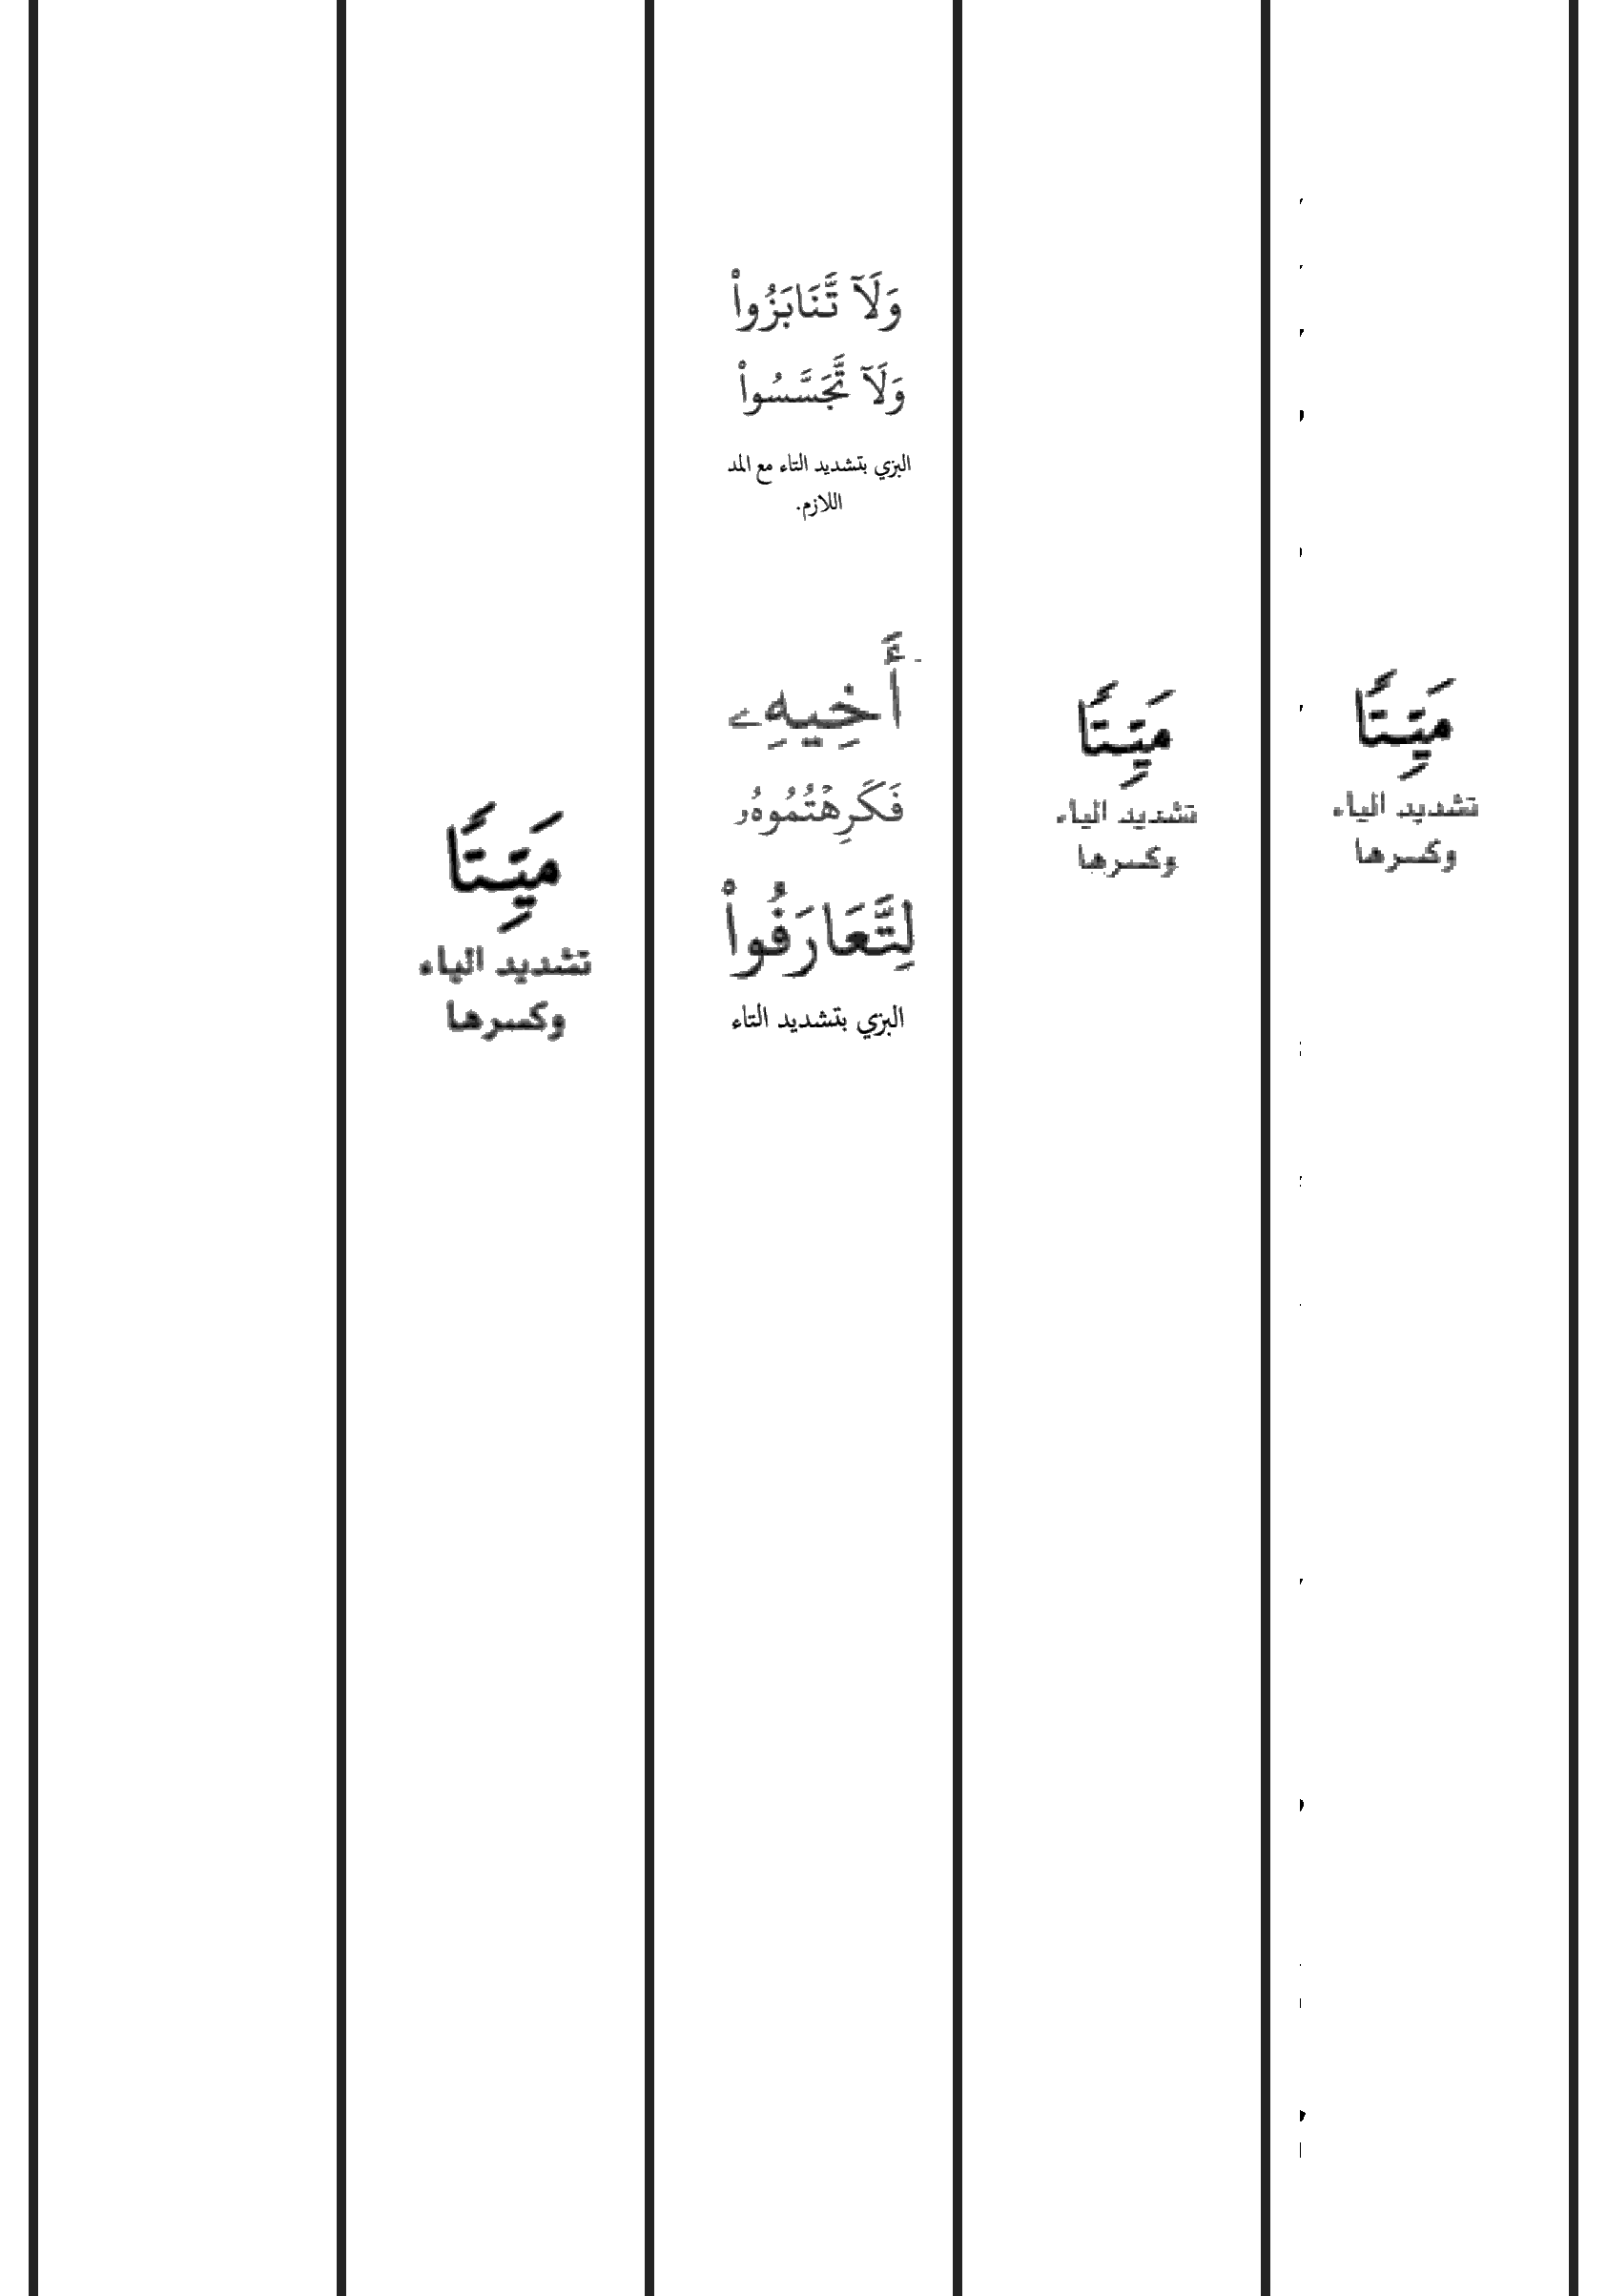 مَيِّتًا
تشديد الياء
وكسرها
مَيِّتًا
تشديد الياء
وكسرها
وَلَآ تَّنَابَزُواْ
وَلَآ تَّجَسَّسُواْ
البزي بتشديد التاء مع المد
اللازم.
أَخِيهِۦ
فَكَرِهْتُمُوهُۥ
لِتَّعَارَفُواْ
البزي بتشديد التاء
مَيِّتًا
تشديد الياء
وكسرها